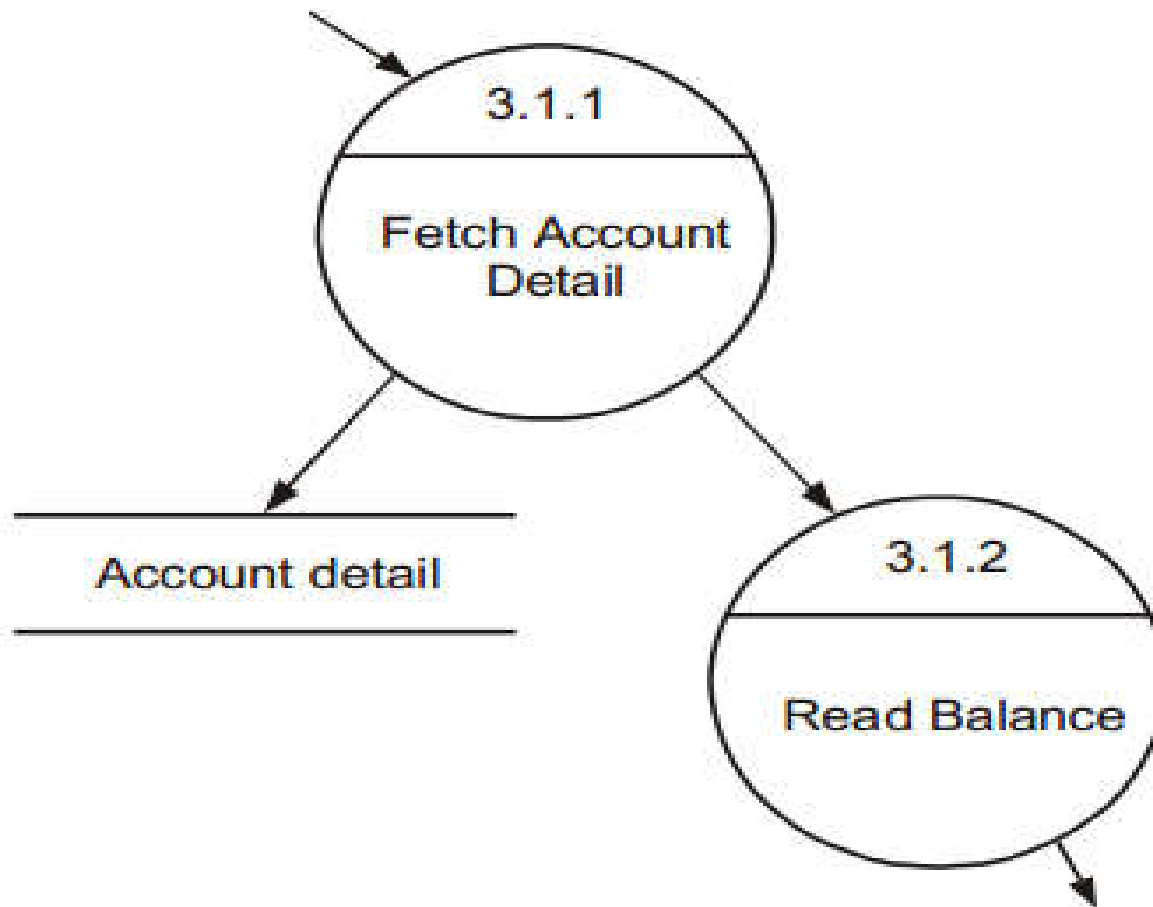 3.1.1
Fetch Account
Detail
Account detail
3.1.2
Read Balance